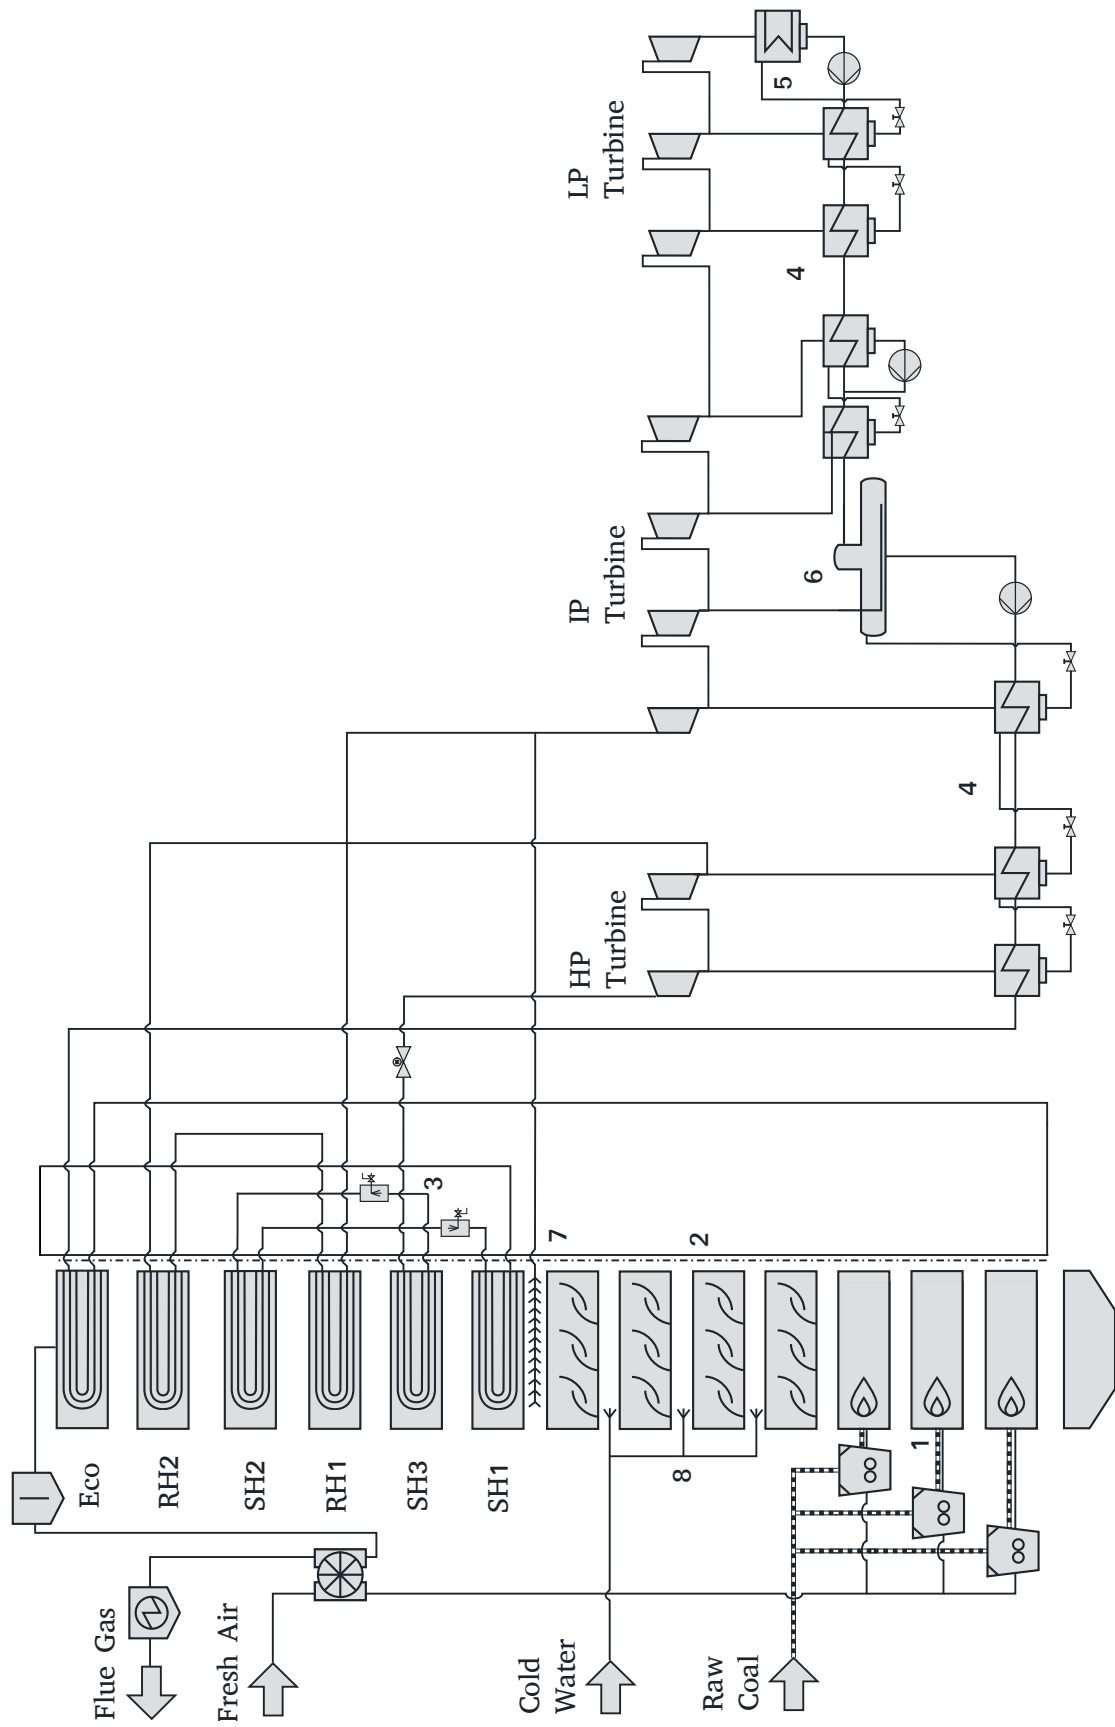 Flue Gas
Fresh Air
Cold
Water
Raw
Coal
Eco
RH2
SH2
RH1
SH3
SH1
8
1
7
2
3
HP
Turbine
4
IP
Turbine
6
4
LP
Turbine
5